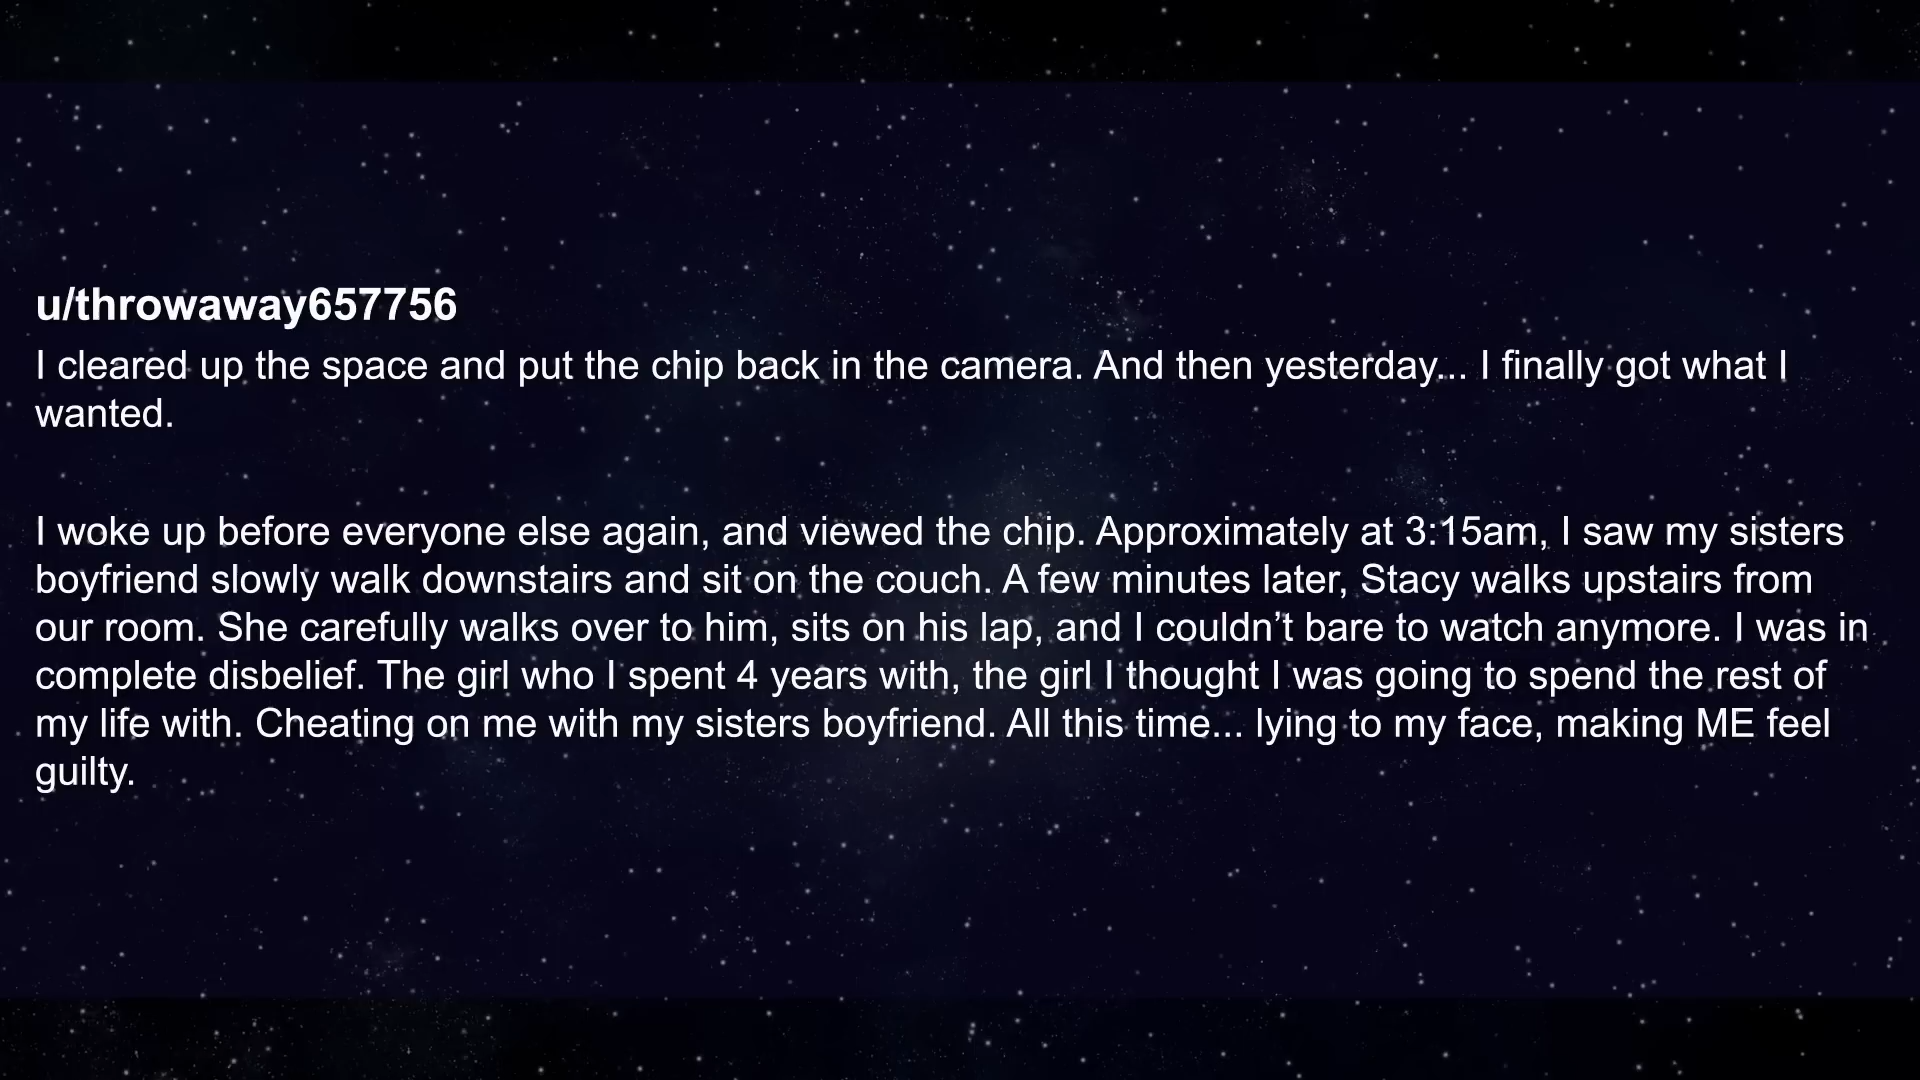 u/throwaway657756
I cleared up the space and put the chip back in the camera. And then yesterday... I finally got what I
wanted.
I woke up before everyone else again, and viewed the chip. Approximately at 3:15am, I saw my sisters
boyfriend slowly walk downstairs and sit on the couch. A few minutes later, Stacy walks upstairs from
our room. She carefully walks over to him, sits on his lap, and I couldn’t bare to watch anymore. I was in
complete disbelief. The girl who I spent 4 years with, the girl I thought I was going to spend the rest of
my life with. Cheating on me with my sisters boyfriend. All this time... lying to my face, making ME feel
guilty.